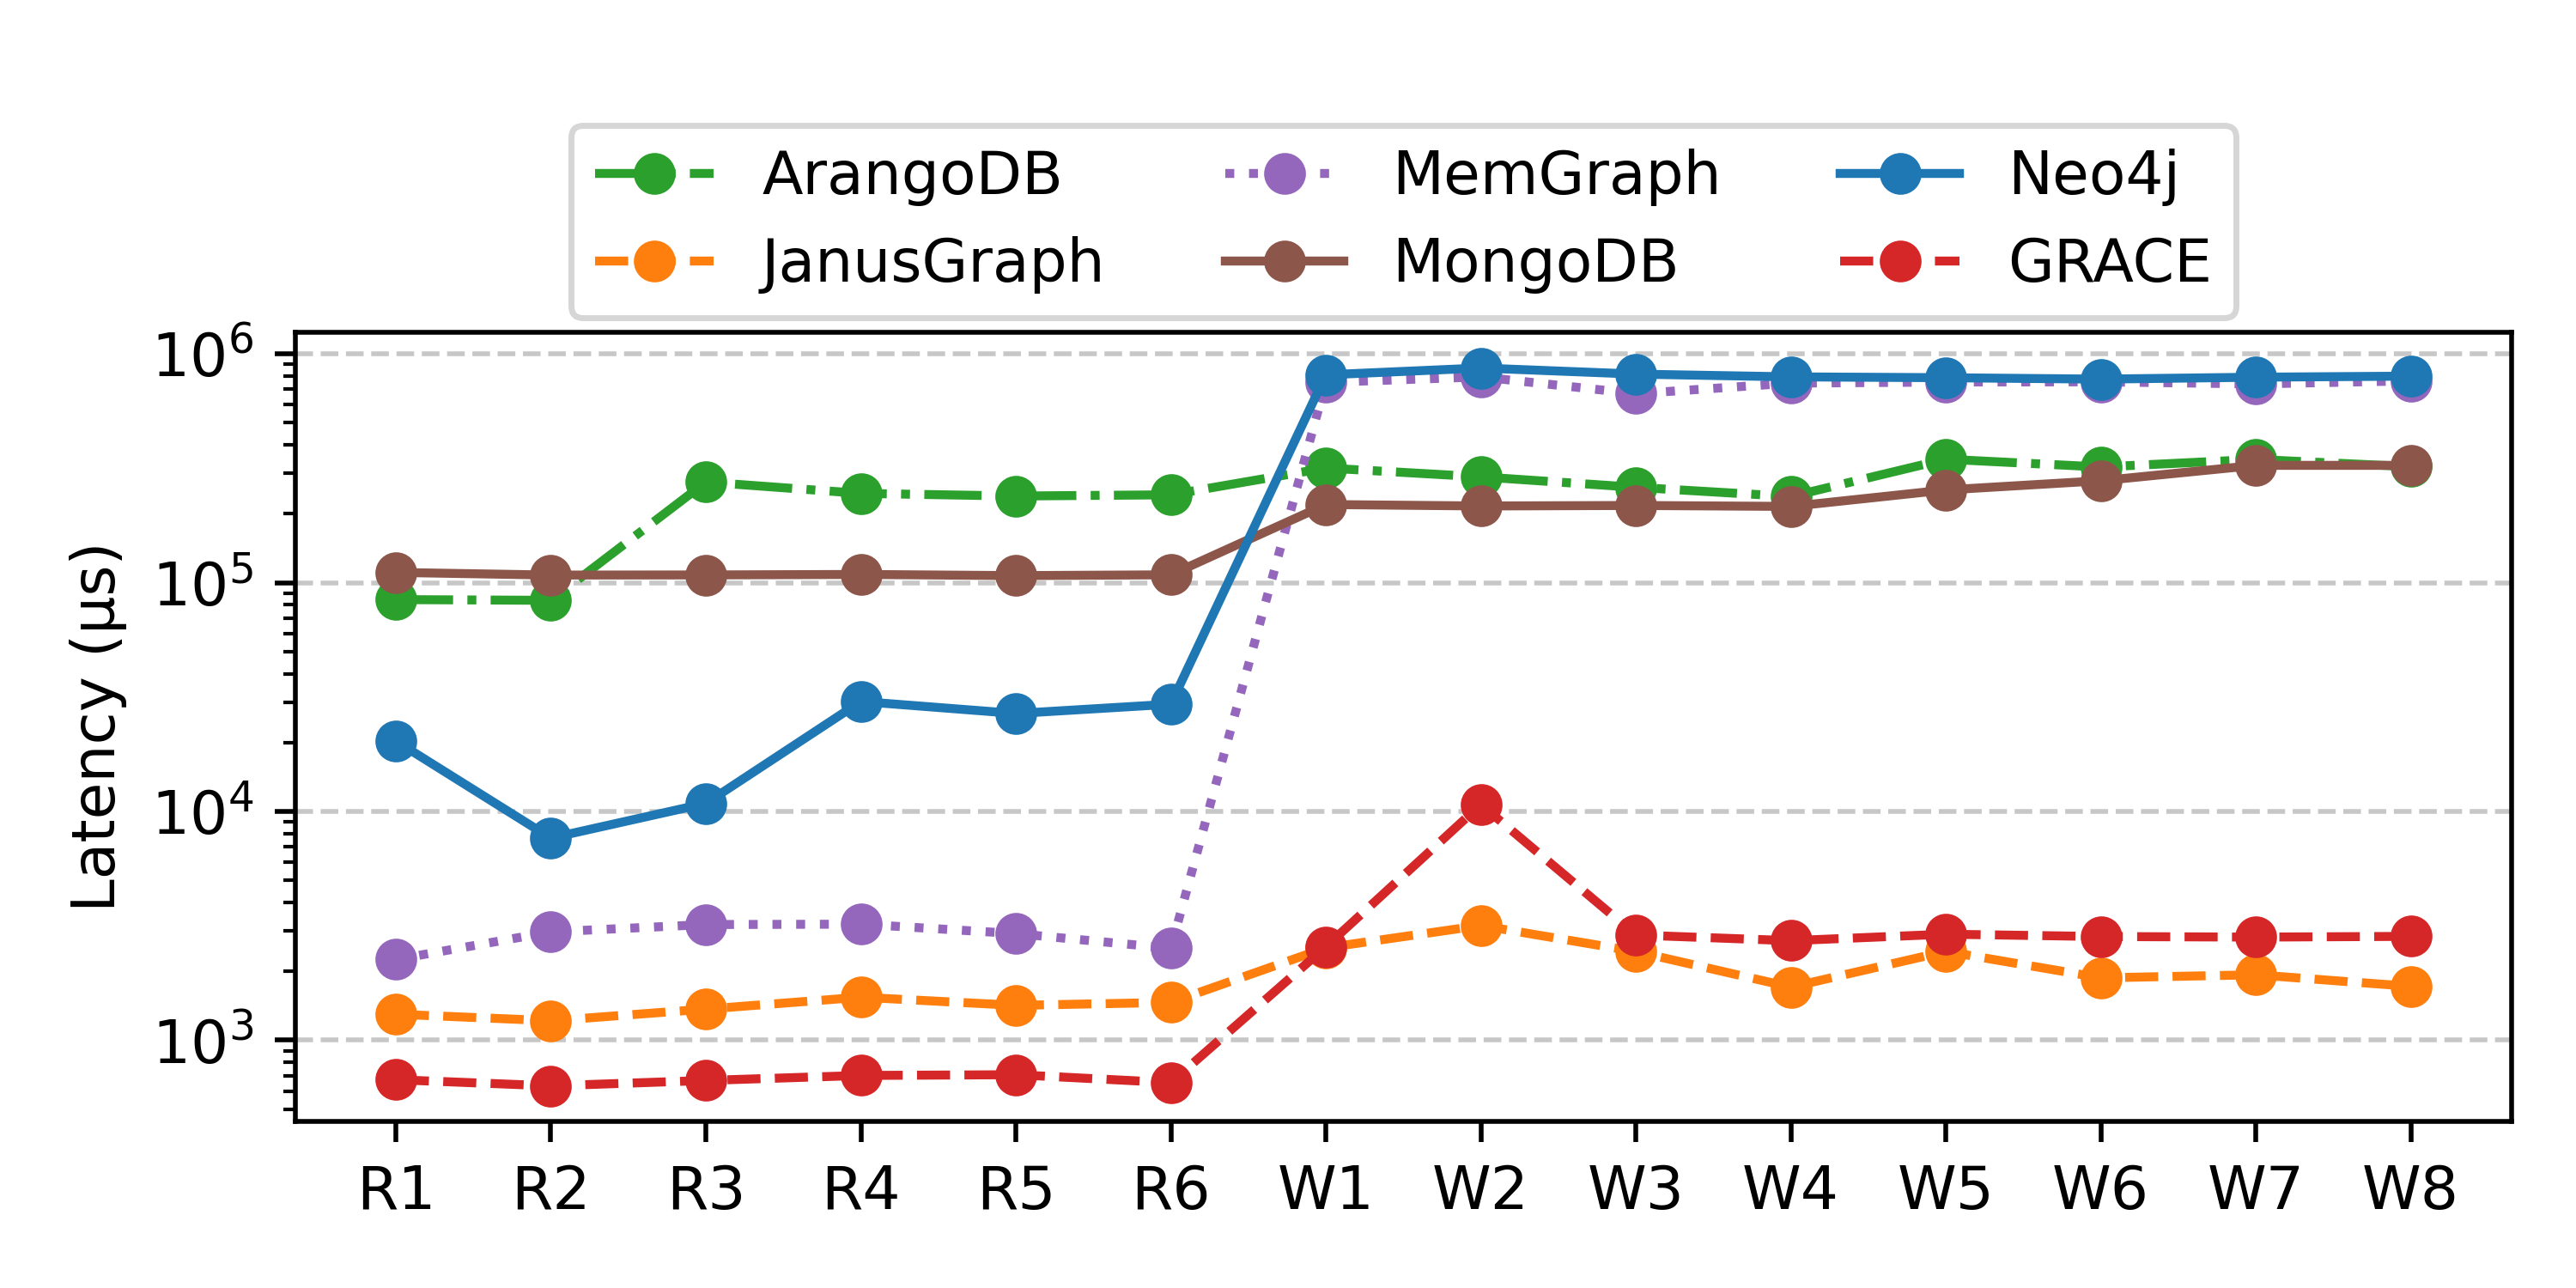 ArangoDB MemGraph Neo4j
JanusGraph MongoDB GRACE
10⁶
10⁵
10⁴
10³
Latency (µs)
R1 R2 R3 R4 R5 R6 W1 W2 W3 W4 W5 W6 W7 W8